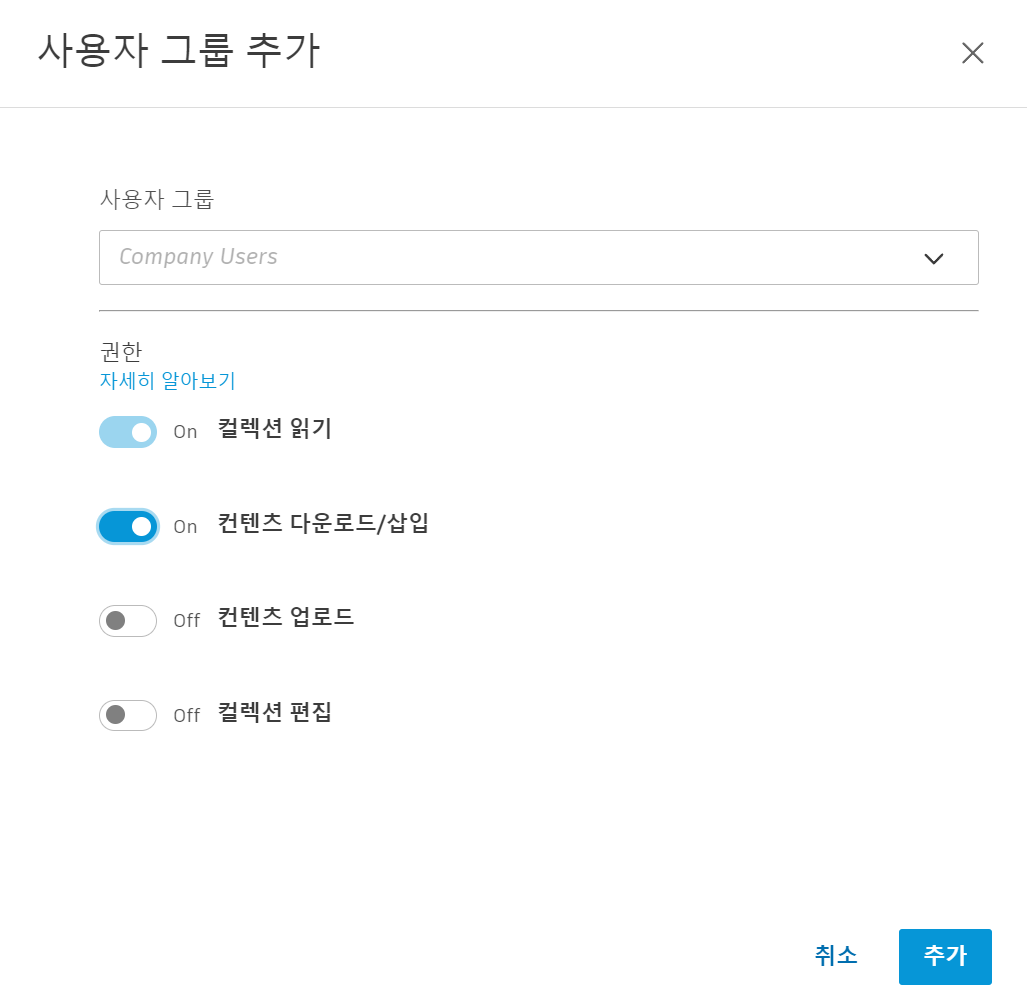 사용자 그룹 추가
사용자 그룹
Company Users
권한
자세히 알아보기
On 컬렉션 읽기
On 컨텐츠 다운로드/삽입
Off 컨텐츠 업로드
Off 컬렉션 편집
취소 추가